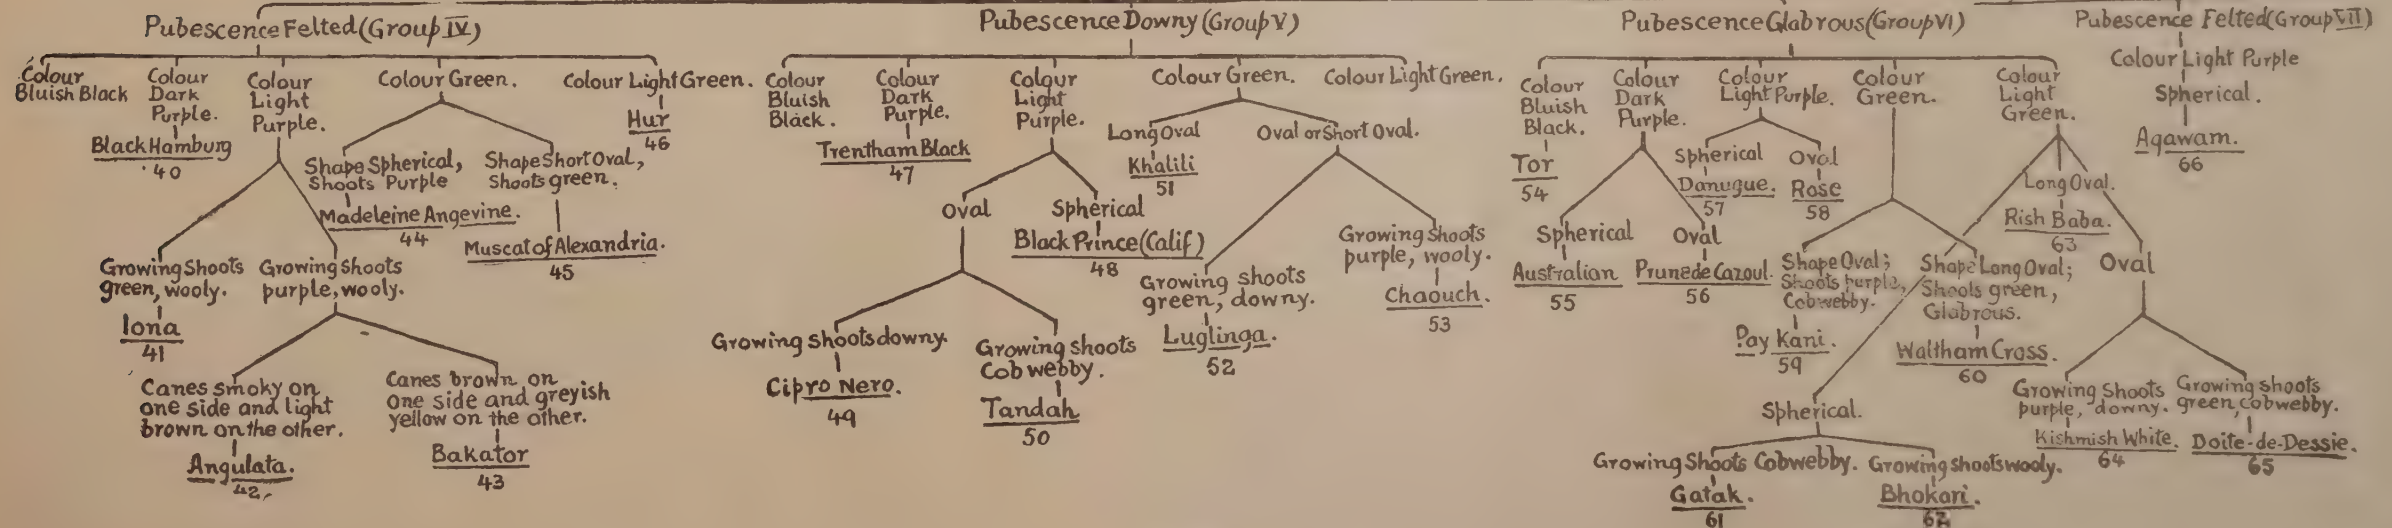 Pubescence Felted (Group IV)
Colour
Bluish Black
Colour
Dark
Purple.
Black Hamburg
40
Colour
Light
Purple.
Growing Shoots
green, wooly.
Iona
41
Growing Shoots
purple, wooly.
Canes smoky on
one side and light
brown on the other.
Angulata.
42
Canes brown on
one side and greyish
yellow on the other.
Bakator
43
Colour Green.
Shape Spherical,
Shoots Purple
Madeleine Angevine.
44
Shape Short Oval,
Shoots green.
Muscat of Alexandria.
45
Colour Light Green.
Hur
46
Pubescence Downy (Group V)
Colour
Bluish
Black.
Colour
Dark
Purple.
Trentham Black
47
Colour
Light
Purple.
Oval
Spherical
Black Prince (Calif)
48
Growing Shoots downy.
Cipro Nero.
49
Growing Shoots
Cobwebby.
Tandah
50
Colour Green.
Long Oval
Khalili
51
Oval or Short Oval.
Growing shoots
green, downy.
Luglinga.
52
Growing Shoots
purple, wooly.
Chaouch.
53
Colour Light Green.
Pubescence Glabrous (Group VI)
Colour
Bluish
Black.
Tor
54
Colour
Dark
Purple.
Spherical
Australian
55
Oval
Prune de Cazoul.
56
Colour
Light Purple.
Spherical
Danugue.
57
Oval
Rose
58
Colour
Green.
Shape Oval;
Shoots purple,
Cobwebby.
Pay Kani.
59
Shape Long Oval;
Shoots green,
Glabrous.
Waltham Cross.
60
Colour
Light
Green.
Spherical.
Growing Shoots Cobwebby.
Gatak.
61
Growing shoots wooly.
Bhokari.
62
Long Oval.
Rish Baba.
63
Oval
Growing Shoots
purple, downy.
Kishmish White.
64
Growing shoots
green, cobwebby.
Doite-de-Dessie.
65
Pubescence Felted (Group VII)
Colour Light Purple
Spherical.
Agawam.
66